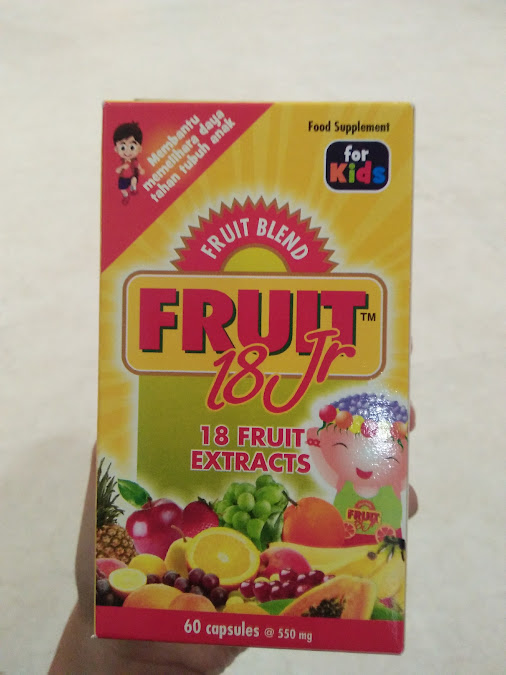 Membantu
memelihara daya
tahan tubuh anak
Food Supplement
for
Kids
FRUIT BLEND
FRUIT™
18 Jr
18 FRUIT
EXTRACTS
FRUIT
60 capsules @ 550 mg